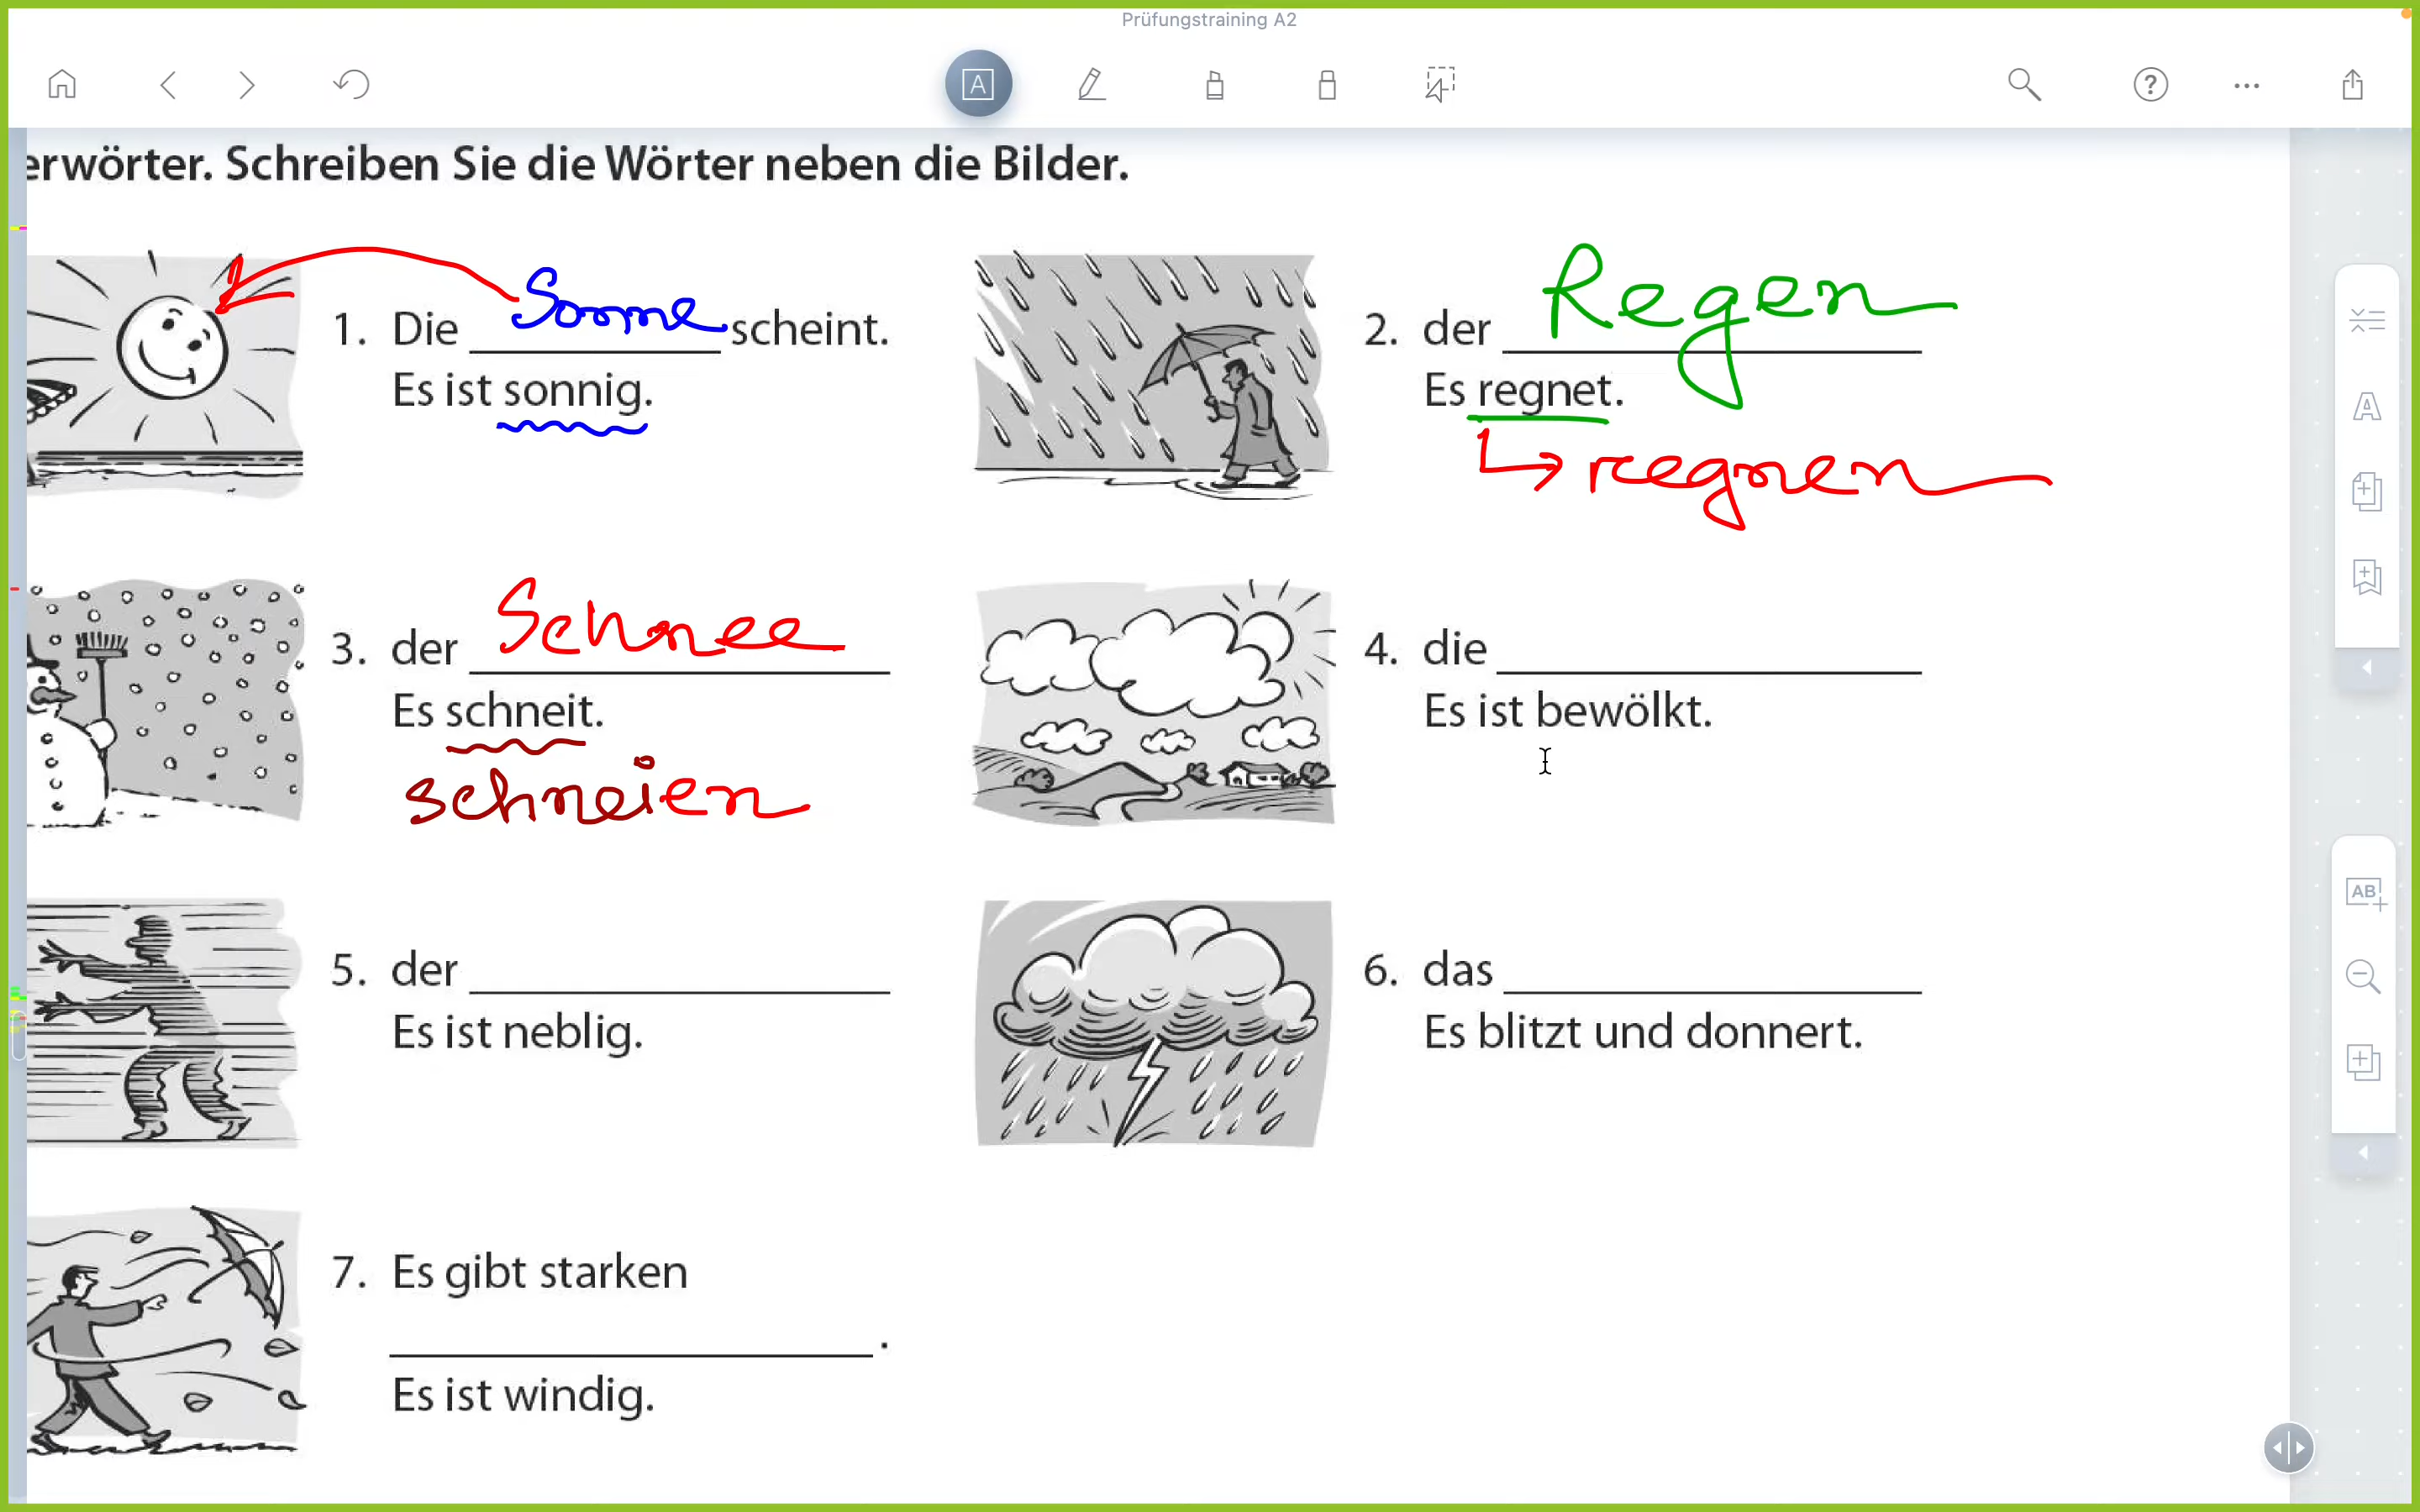 Prüfungstraining A2
A
?
erwörter. Schreiben Sie die Wörter neben die Bilder.
1. Die Sonne scheint.
Es ist sonnig.
2. der Regen
Es regnet.
regnen
3. der Schnee
Es schneit.
schneien
4. die
Es ist bewölkt.
5. der
Es ist neblig.
6. das
Es blitzt und donnert.
7. Es gibt starken
.
Es ist windig.
A
AB